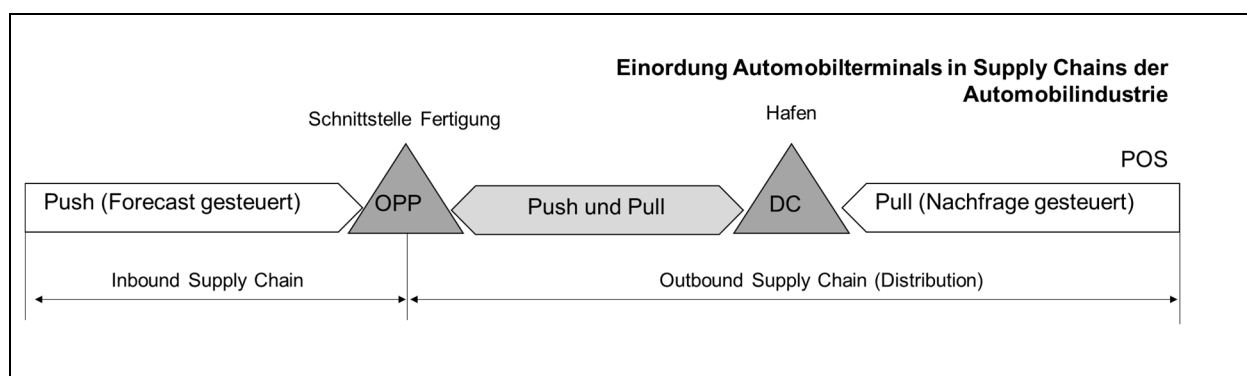 Einordung Automobilterminals in Supply Chains der
Automobilindustrie
Schnittstelle Fertigung
Hafen
POS
Push (Forecast gesteuert)
OPP
Push und Pull
DC
Pull (Nachfrage gesteuert)
Inbound Supply Chain
Outbound Supply Chain (Distribution)